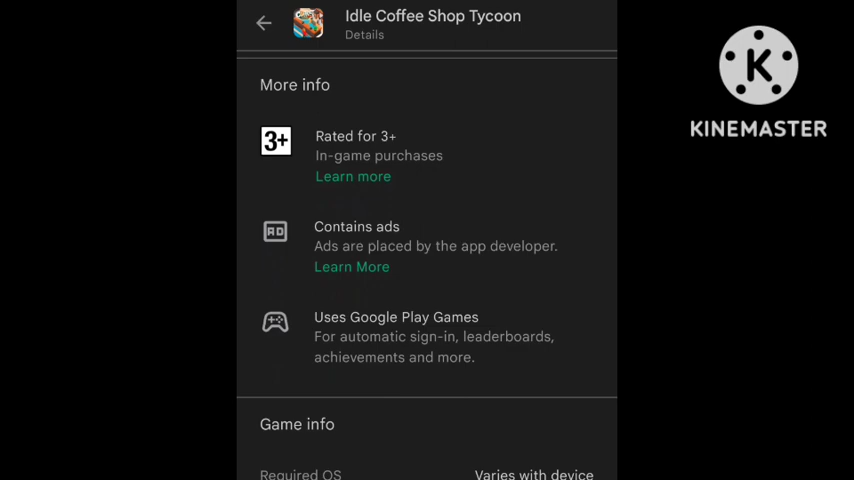 Idle Coffee Shop Tycoon
Details
More info
3+
Rated for 3+
In-game purchases
Learn more
AD
Contains ads
Ads are placed by the app developer.
Learn More
Uses Google Play Games
For automatic sign-in, leaderboards,
achievements and more.
Game info
Required OS Varies with device
K
KINEMASTER